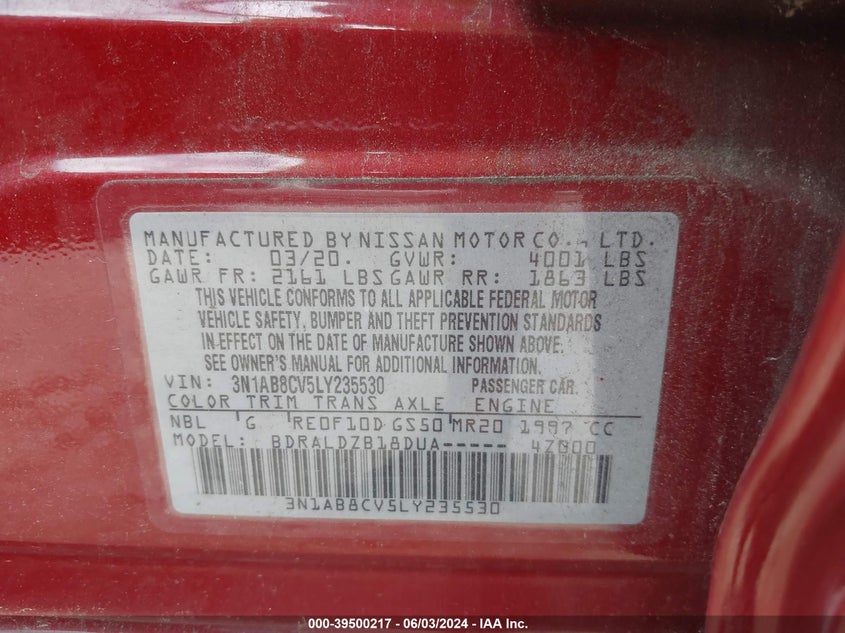 MANUFACTURED BY NISSAN MOTOR CO., LTD.
DATE: 03/20. GVWR: 4001 LBS
GAWR FR: 2161 LBS GAWR RR: 1863 LBS
THIS VEHICLE CONFORMS TO ALL APPLICABLE FEDERAL MOTOR
VEHICLE SAFETY, BUMPER AND THEFT PREVENTION STANDARDS
IN EFFECT ON THE DATE OF MANUFACTURE SHOWN ABOVE.
SEE OWNER'S MANUAL FOR ADDITIONAL INFORMATION.
VIN: 3N1AB8CV5LY235530 PASSENGER CAR.
COLOR TRIM TRANS AXLE ENGINE
NBL G RE0F10D GS50 MR20 1997 CC
MODEL: BDRALDZB18DUA----- 4Z000
3N1AB8CV5LY235530
000-39500217 - 06/03/2024 - IAA Inc.